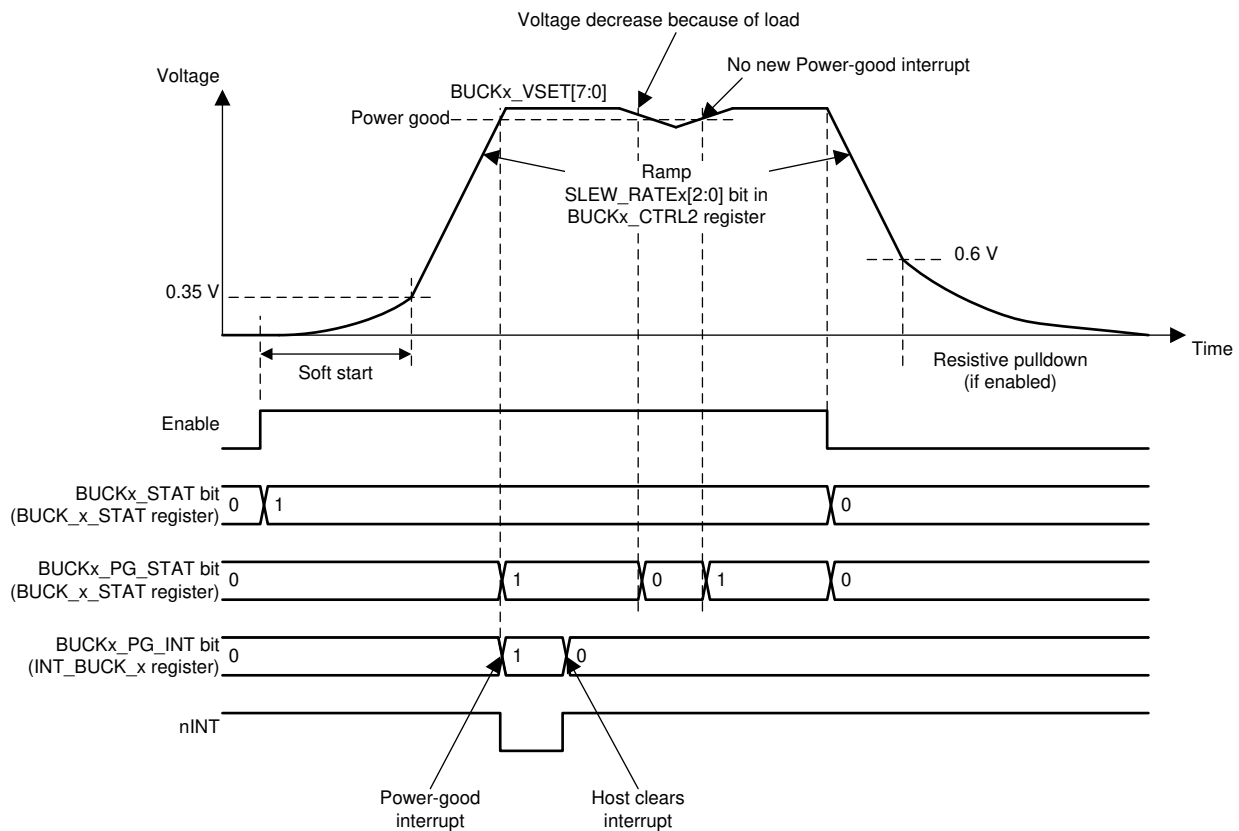 Voltage decrease because of load
No new Power-good interrupt
Voltage
BUCKx_VSET[7:0]
Power good
Ramp
SLEW_RATEx[2:0] bit in
BUCKx_CTRL2 register
0.6 V
0.35 V
Time
Soft start
Resistive pulldown
(if enabled)
Enable
BUCKx_STAT bit
(BUCK_x_STAT register)
0 1 0
BUCKx_PG_STAT bit
(BUCK_x_STAT register)
0 1 0 1 0
BUCKx_PG_INT bit
(INT_BUCK_x register)
0 1 0
nINT
Power-good
interrupt
Host clears
interrupt